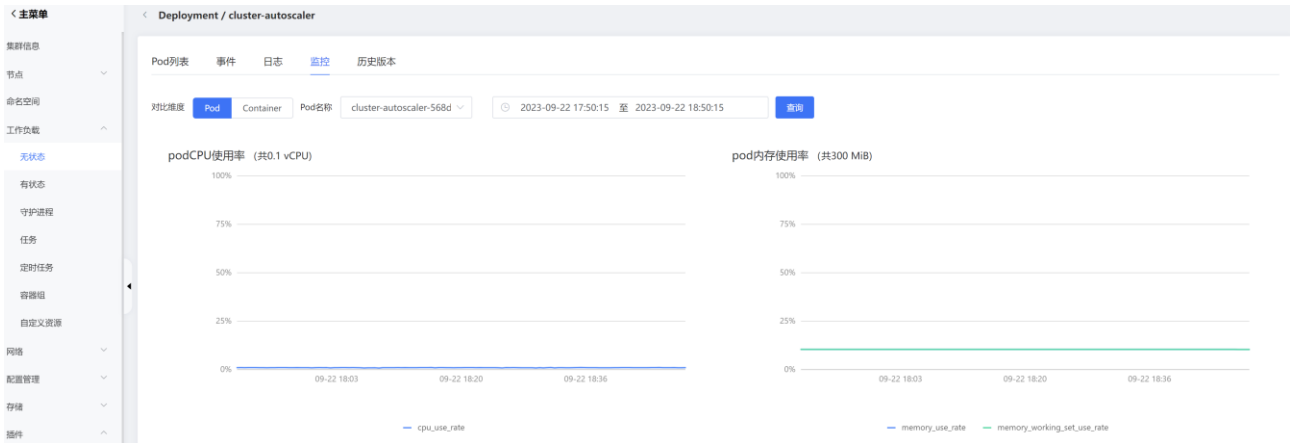 主菜单
Deployment / cluster-autoscaler
集群信息
节点
命名空间
工作负载
无状态
有状态
守护进程
任务
定时任务
容器组
自定义资源
网络
配置管理
存储
插件
Pod列表 事件 日志 监控 历史版本
对比维度 Pod Container Pod名称 cluster-autoscaler-568d 2023-09-22 17:50:15 至 2023-09-22 18:50:15 查询
podCPU使用率 (共0.1 vCPU)
100%
75%
50%
25%
0%
09-22 18:03 09-22 18:20 09-22 18:36
cpu_use_rate
pod内存使用率 (共300 MiB)
100%
75%
50%
25%
0%
09-22 18:03 09-22 18:20 09-22 18:36
memory_use_rate memory_working_set_use_rate